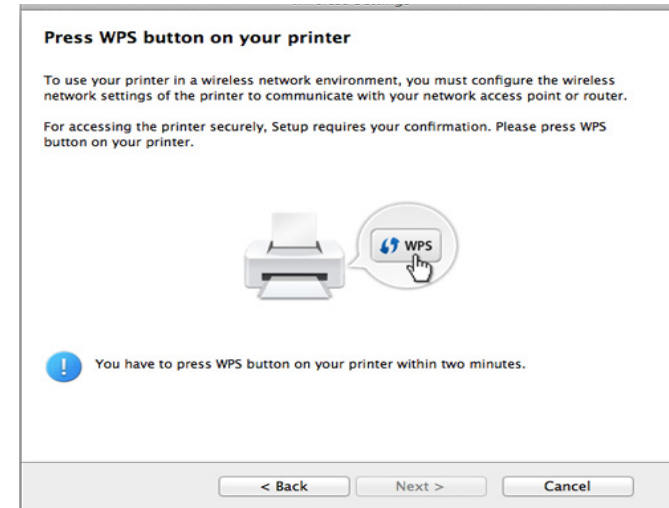 Press WPS button on your printer
To use your printer in a wireless network environment, you must configure the wireless
network settings of the printer to communicate with your network access point or router.
For accessing the printer securely, Setup requires your confirmation. Please press WPS
button on your printer.
WPS
You have to press WPS button on your printer within two minutes.
< Back
Next >
Cancel